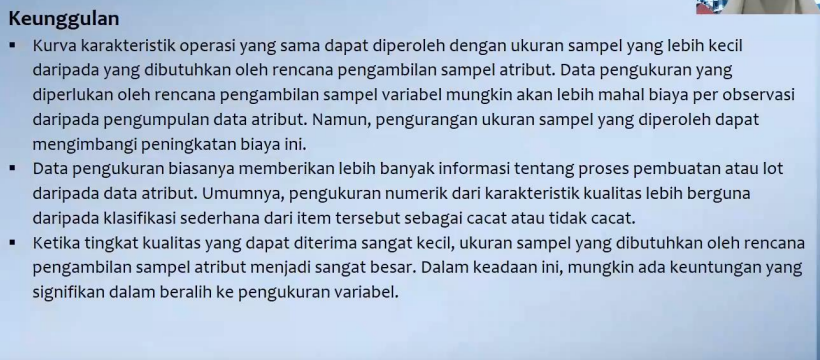 Keunggulan
▪ Kurva karakteristik operasi yang sama dapat diperoleh dengan ukuran sampel yang lebih kecil
daripada yang dibutuhkan oleh rencana pengambilan sampel atribut. Data pengukuran yang
diperlukan oleh rencana pengambilan sampel variabel mungkin akan lebih mahal biaya per observasi
daripada pengumpulan data atribut. Namun, pengurangan ukuran sampel yang diperoleh dapat
mengimbangi peningkatan biaya ini.
▪ Data pengukuran biasanya memberikan lebih banyak informasi tentang proses pembuatan atau lot
daripada data atribut. Umumnya, pengukuran numerik dari karakteristik kualitas lebih berguna
daripada klasifikasi sederhana dari item tersebut sebagai cacat atau tidak cacat.
▪ Ketika tingkat kualitas yang dapat diterima sangat kecil, ukuran sampel yang dibutuhkan oleh rencana
pengambilan sampel atribut menjadi sangat besar. Dalam keadaan ini, mungkin ada keuntungan yang
signifikan dalam beralih ke pengukuran variabel.